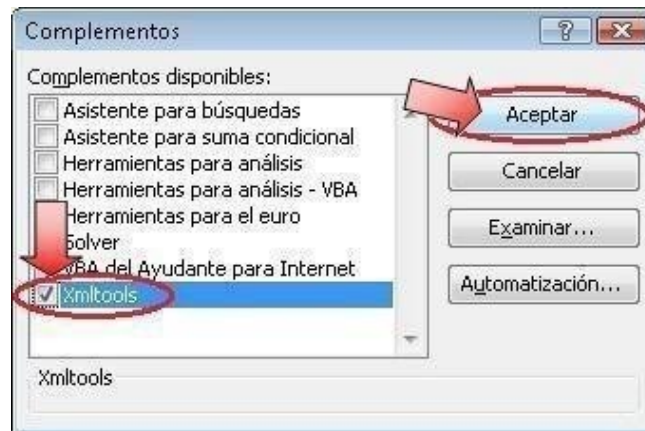 Complementos
Complementos disponibles:
Asistente para búsquedas
Asistente para suma condicional
Herramientas para análisis
Herramientas para análisis - VBA
Herramientas para el euro
Solver
VBA del Ayudante para Internet
Xmltools
Aceptar
Cancelar
Examinar...
Automatización...
Xmltools